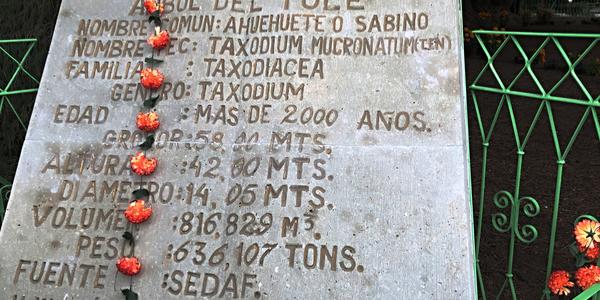 ARBOL DEL TULE
NOMBRE COMUN: AHUEHUETE O SABINO
NOMBRE TEC: TAXODIUM MUCRONATUM (TEN)
FAMILIA : TAXODIACEA
GENERO: TAXODIUM
EDAD : MAS DE 2000 AÑOS.
GROSOR: 58, 00 MTS.
ALTURA :42, 00 MTS.
DIAMETRO:14, 05 MTS.
VOLUMEN :816,829 M³.
PESO :636,107 TONS.
FUENTE :SEDAF.